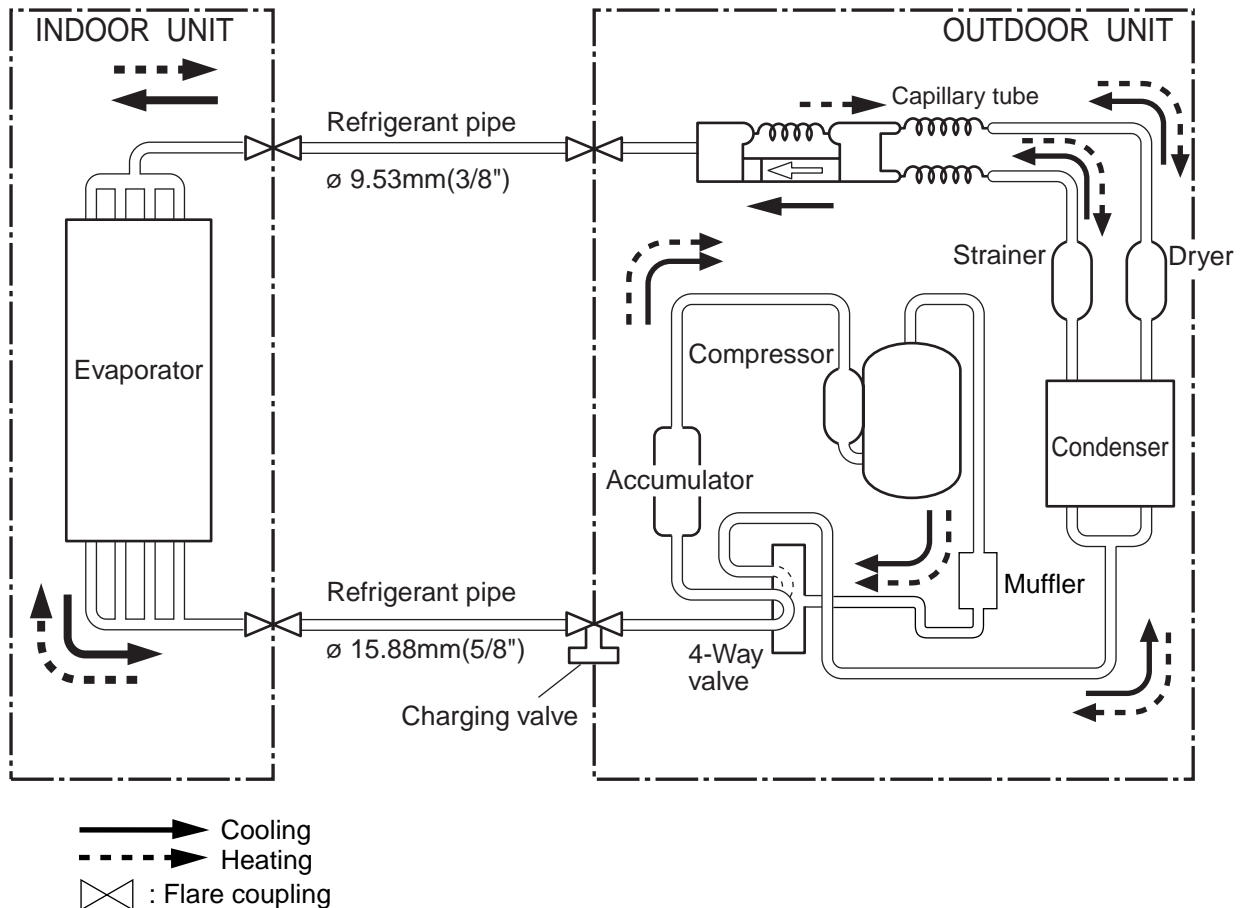 INDOOR UNIT
OUTDOOR UNIT
Refrigerant pipe
ø 9.53mm(3/8")
Capillary tube
Strainer
Dryer
Evaporator
Compressor
Condenser
Accumulator
Refrigerant pipe
ø 15.88mm(5/8")
Muffler
4-Way
valve
Charging valve
Cooling
Heating
: Flare coupling